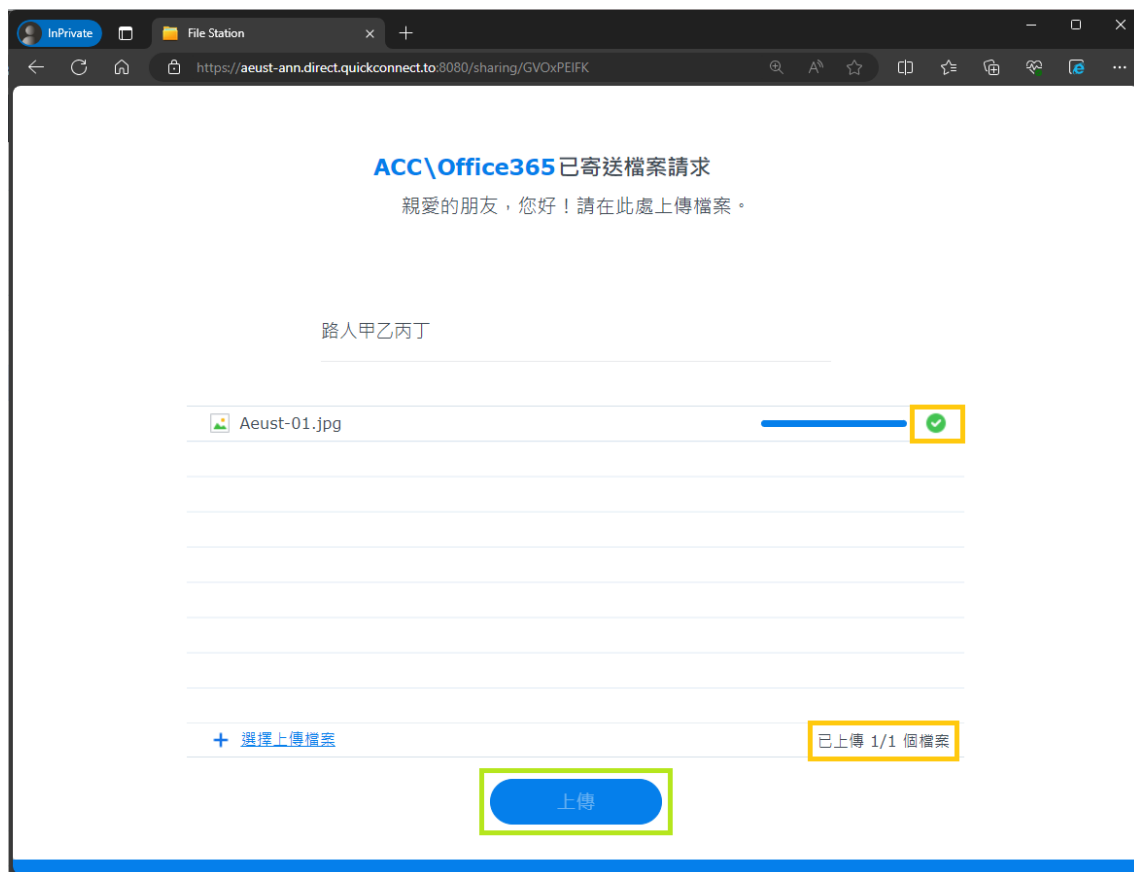 InPrivate
File Station
https://aeust-ann.direct.quickconnect.to:8080/sharing/GVOxPEIFK
ACC\Office365已寄送檔案請求
親愛的朋友，您好！請在此處上傳檔案。
路人甲乙丙丁
Aeust-01.jpg
選擇上傳檔案
已上傳 1/1 個檔案
上傳